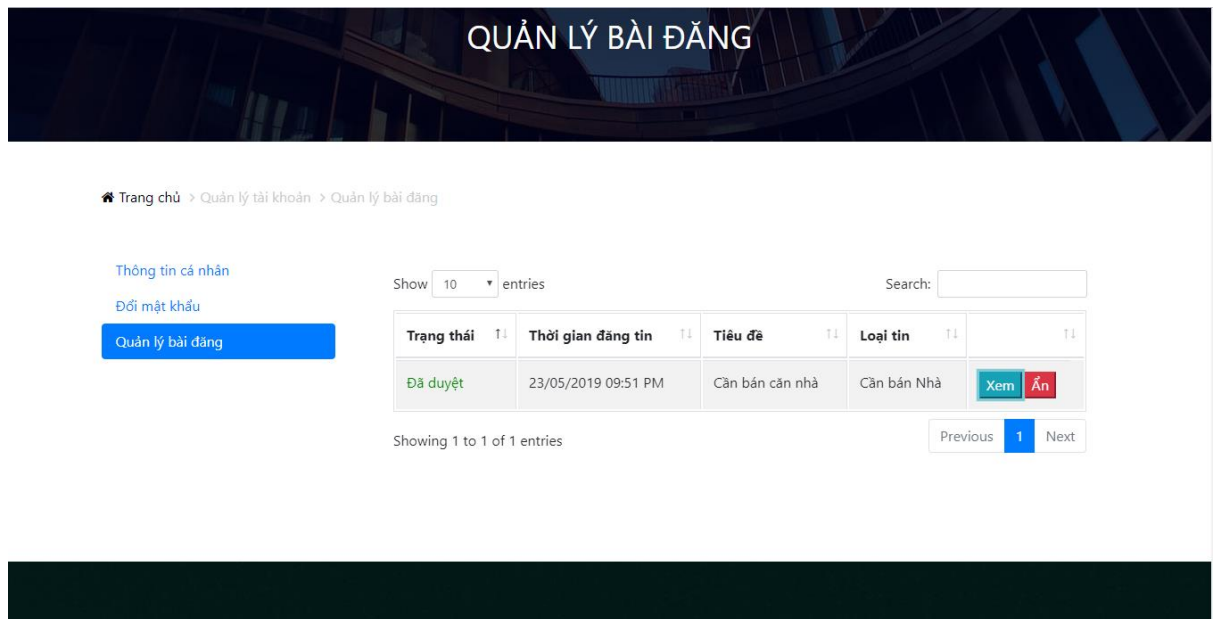 QUẢN LÝ BÀI ĐĂNG
Trang chủ > Quản lý tài khoản > Quản lý bài đăng
Thông tin cá nhân
Đổi mật khẩu
Quản lý bài đăng
Show 10 entries Search:
Trạng thái Thời gian đăng tin Tiêu đề Loại tin
Đã duyệt 23/05/2019 09:51 PM Cần bán căn nhà Cần bán Nhà Xem Ẩn
Showing 1 to 1 of 1 entries Previous 1 Next